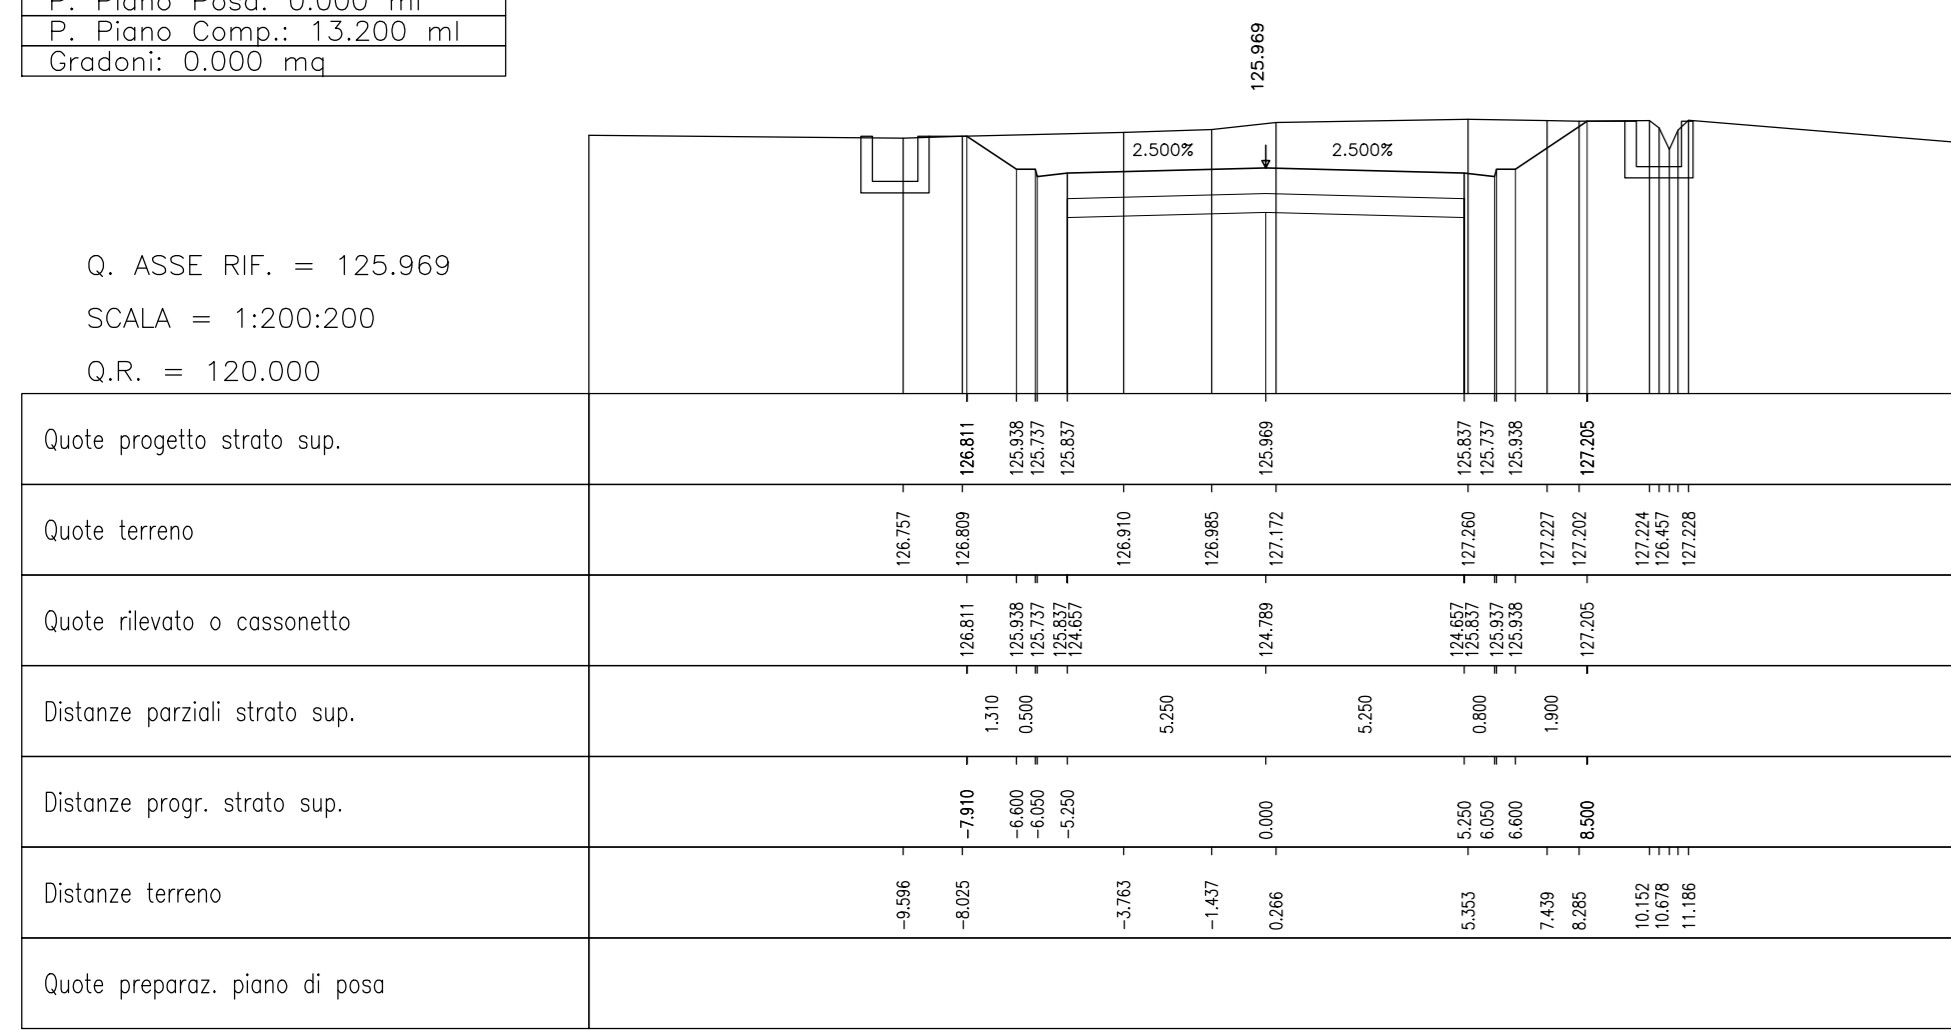 P. Piano Posa: 0.000 ml
P. Piano Comp.: 13.200 ml
Gradoni: 0.000 mq
125.969
2.500% 2.500%
Q. ASSE RIF. = 125.969
SCALA = 1:200:200
Q.R. = 120.000
Quote progetto strato sup. 126.811 125.938 125.737 125.837 125.969 125.837 125.737 125.938 127.205
Quote terreno 126.757 126.809 126.910 126.985 127.172 127.260 127.227 127.202 127.224 126.457 127.228
Quote rilevato o cassonetto 126.811 125.938 125.737 125.837 124.657 124.789 124.657 125.837 125.937 125.938 127.205
Distanze parziali strato sup. 1.310 0.500 5.250 5.250 0.800 1.900
Distanze progr. strato sup. -7.910 -6.600 -6.050 -5.250 0.000 5.250 6.050 6.600 8.500
Distanze terreno -9.596 -8.025 -3.763 -1.437 0.266 5.353 7.439 8.285 10.152 10.678 11.186
Quote preparaz. piano di posa